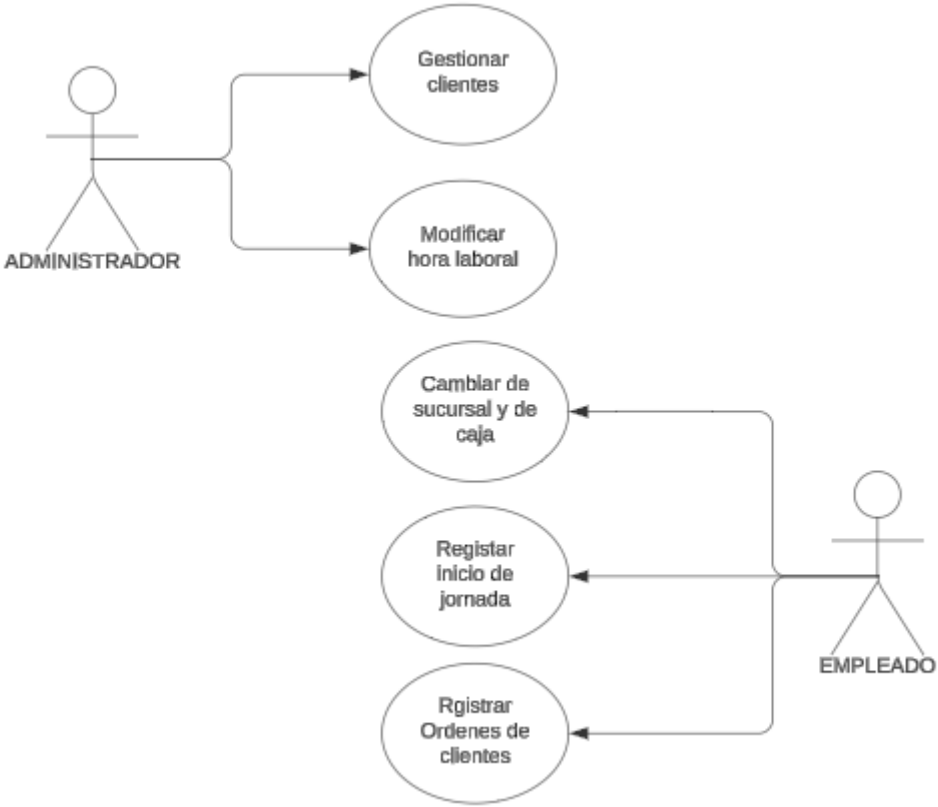 Gestionar
clientes
ADMINISTRADOR
Modificar
hora laboral
Cambiar de
sucursal y de
caja
Registar
inicio de
jornada
EMPLEADO
Rgistrar
Ordenes de
clientes